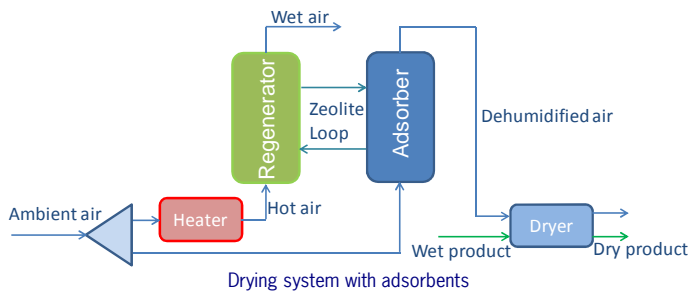 Wet air
Regenerator
Zeolite
Loop
Adsorber
Dehumidified air
Ambient air
Heater
Hot air
Dryer
Wet product
Dry product
Drying system with adsorbents